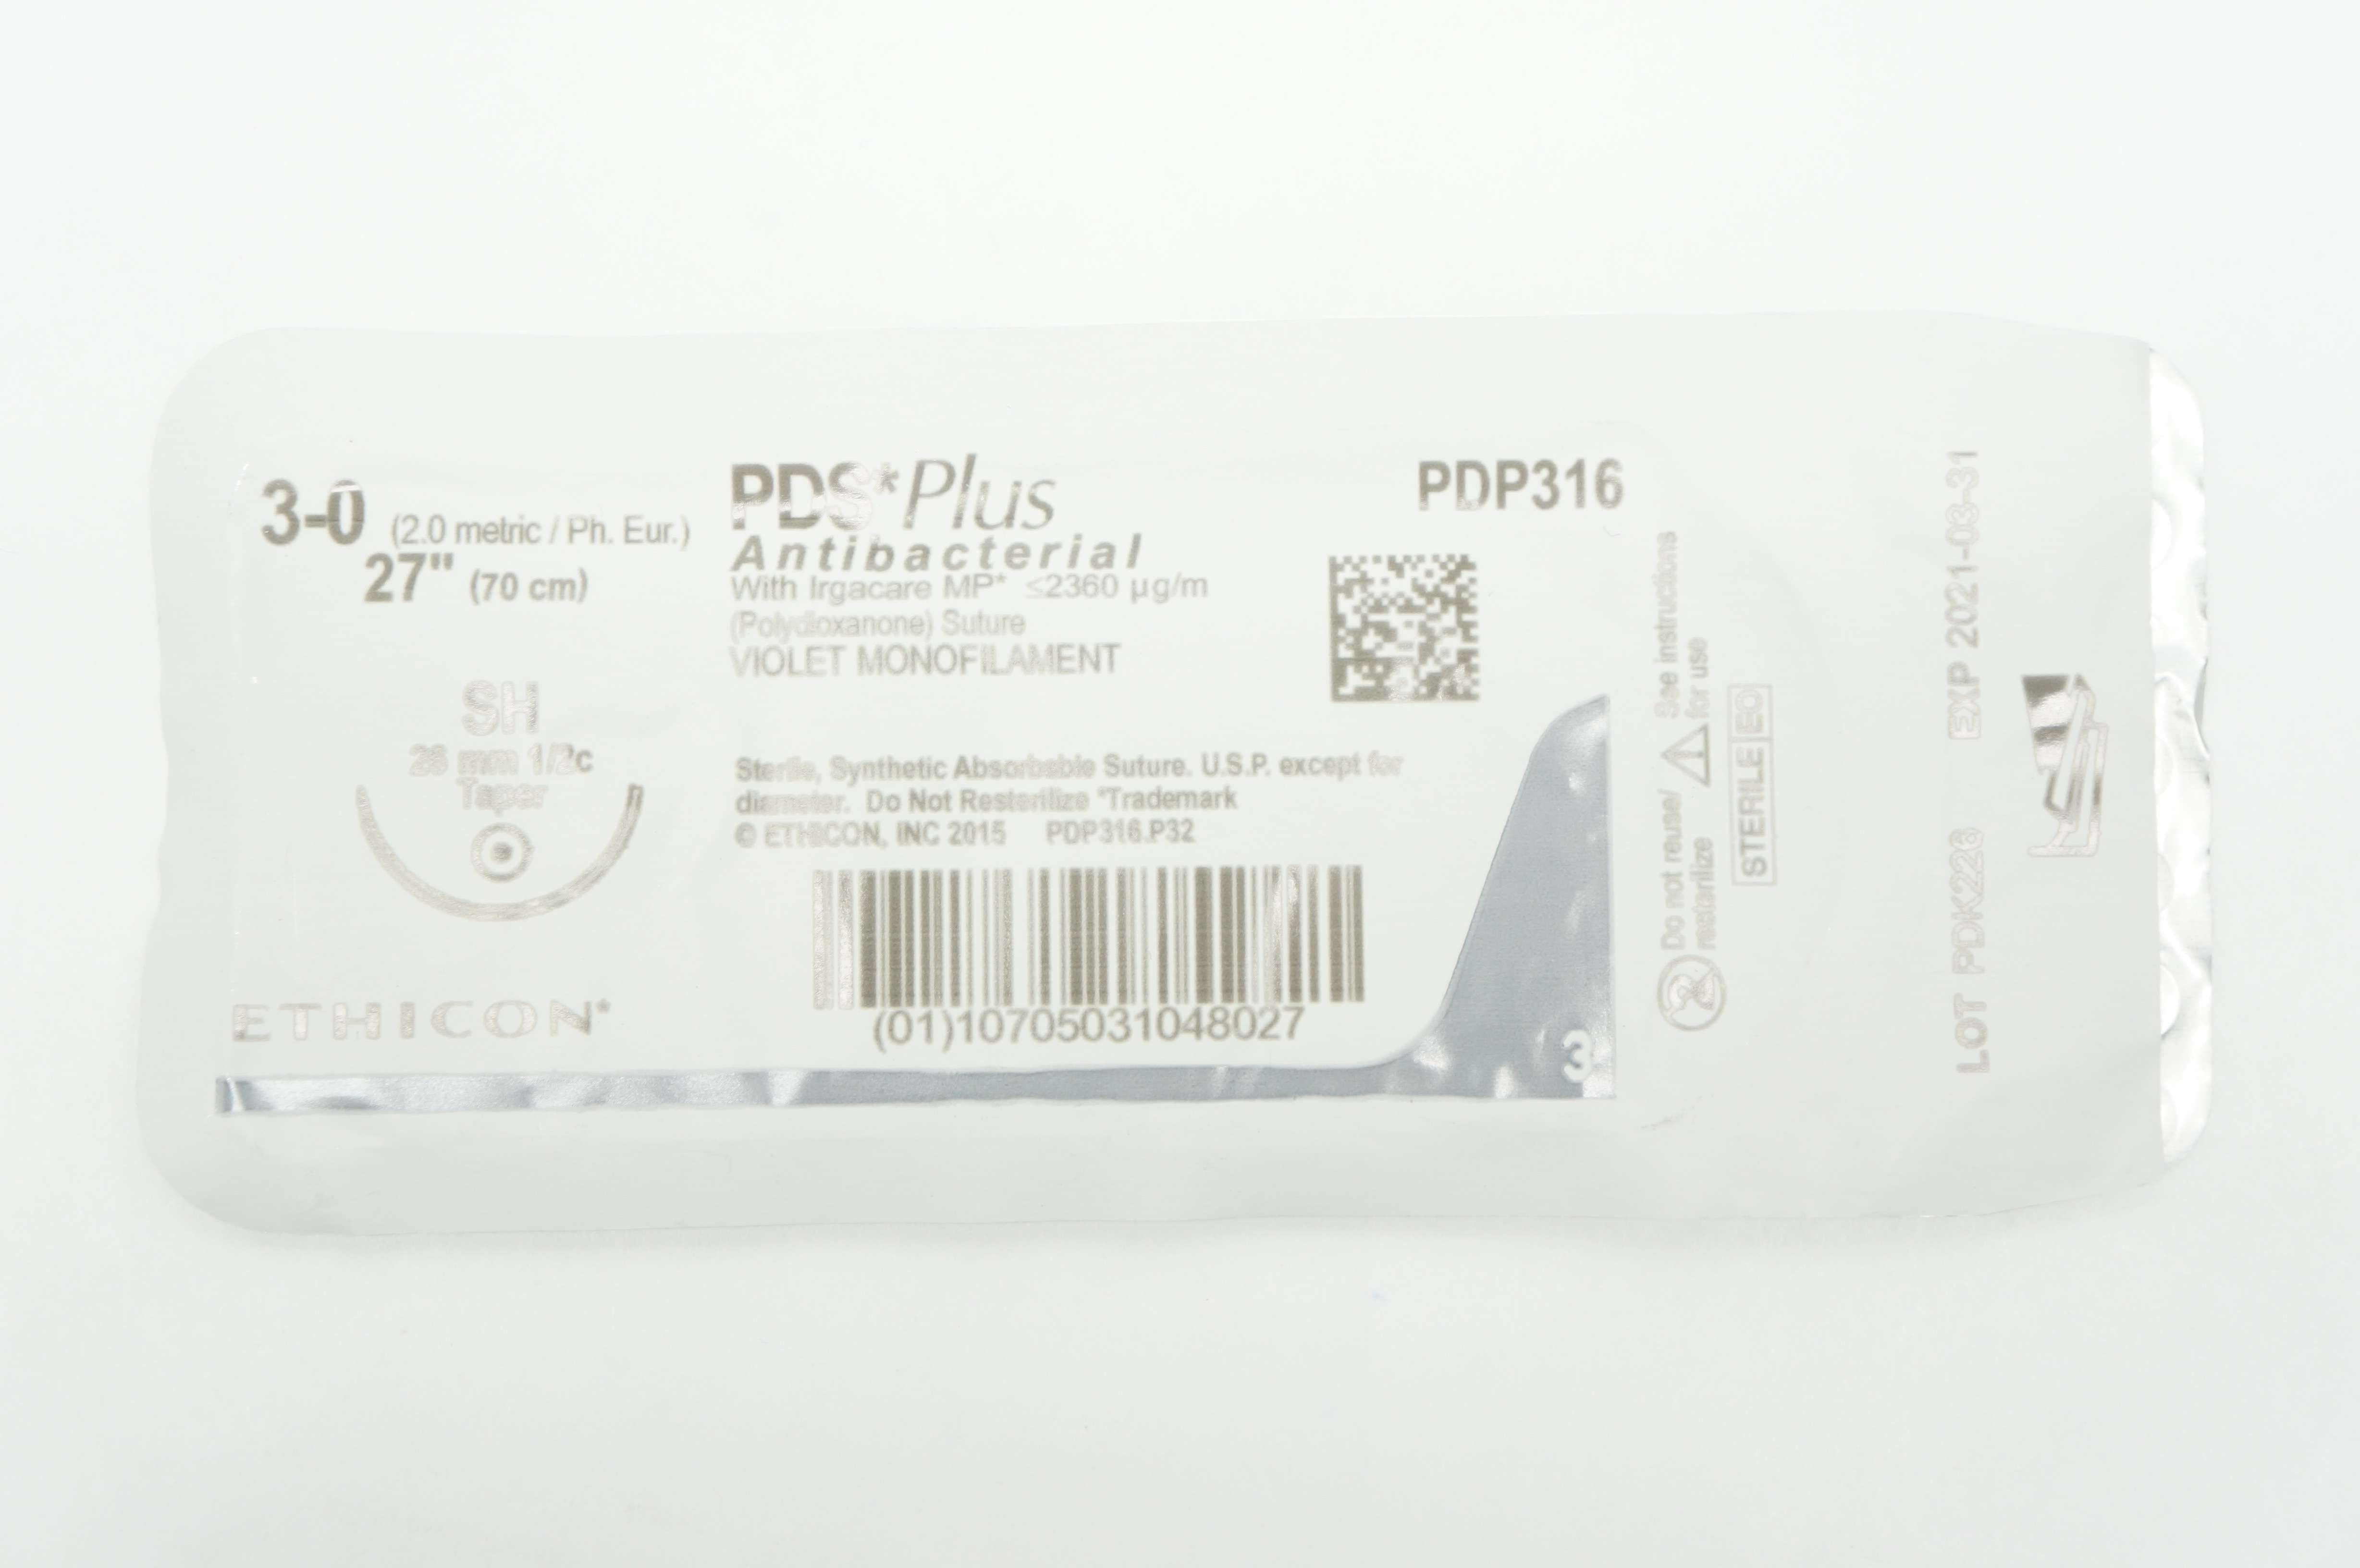 3-0 (2.0 metric / Ph. Eur.)
27" (70 cm)
SH
26 mm 1/2c
Taper
ETHICON*
PDS*Plus
Antibacterial
With Irgacare MP* ≤2360 µg/m
(Polydioxanone) Suture
VIOLET MONOFILAMENT
Sterile, Synthetic Absorbable Suture. U.S.P. except for
diameter. Do Not Resterilize *Trademark
© ETHICON, INC 2015 PDP316.P32
(01)10705031048027
PDP316
3
Do not reuse/
resterilize
See instructions
for use
STERILE EO
LOT PDK226 EXP 2021-03-31